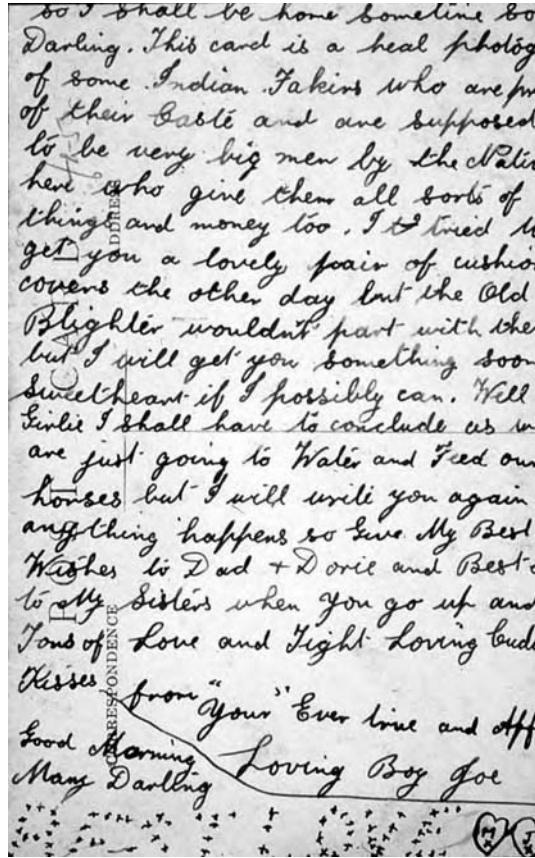 so I shall be home sometime so
Darling. This card is a heal photog
of some Indian Fakirs who are pr
of their Caste and are supposed
to be very big men by the Nati
here who give them all sorts of
things and money too. I tried
get you a lovely pair of cushio
covers the other day but the Old
Blighter wouldn't part with the
but I will get you something soon
Sweetheart if I possibly can. Well
Girlie I shall have to conclude as w
are just going to Water and Feed our
horses but I will write you again
anything happens so Give My Best
Wishes to Dad + Dorie and Best
to My Sisters when you go up and
Tons of Love and Tight Loving Cud
Kisses from "Your" Ever true and Aff
Good Morning Loving Boy Joe
Many Darling
M J
POST CARD
CORRESPONDENCE
ADDRESS